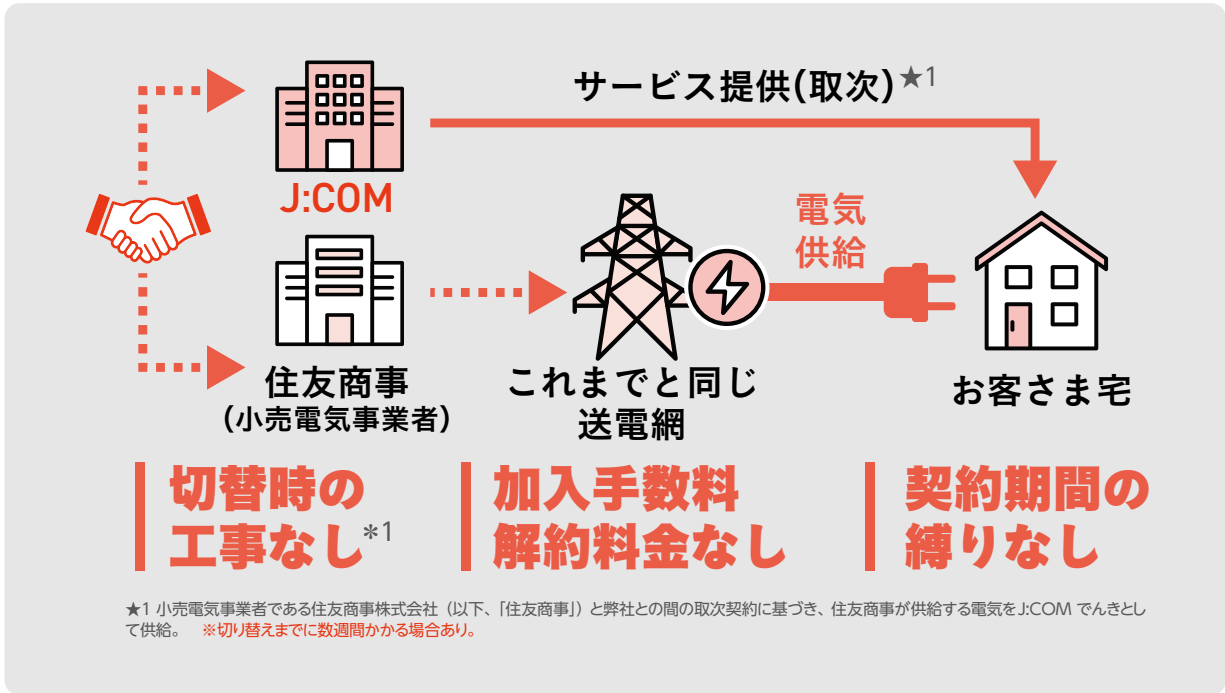 サービス提供(取次)★1
J:COM
電気
供給
住友商事
(小売電気事業者)
これまでと同じ
送電網
お客さま宅
切替時の
工事なし*1
加入手数料
解約料金なし
契約期間の
縛りなし
★1 小売電気事業者である住友商事株式会社（以下、「住友商事」）と弊社との間の取次契約に基づき、住友商事が供給する電気をJ:COM でんきとし
て供給。 ※切り替えまでに数週間かかる場合あり。